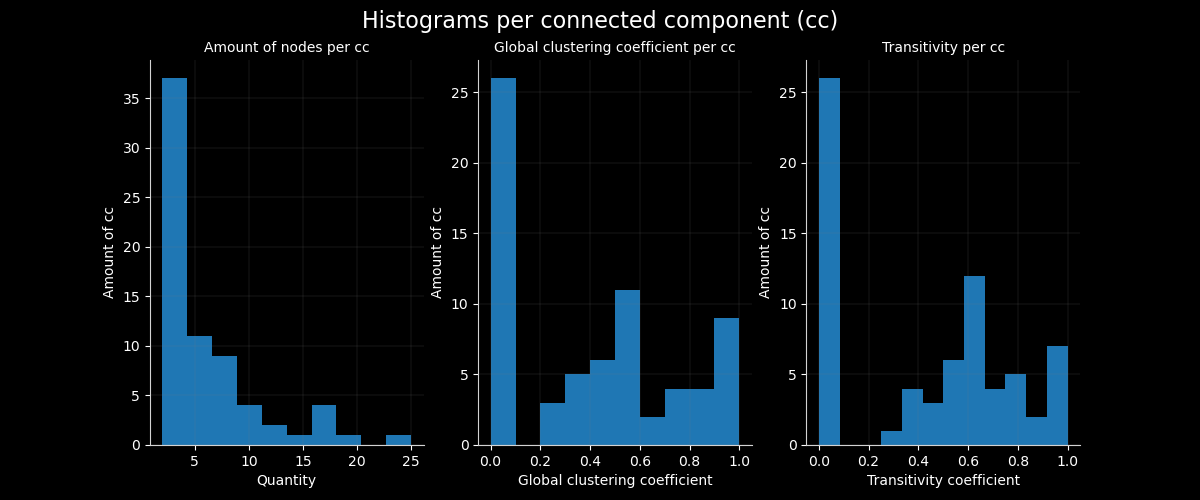 Histograms per connected component (cc)
Amount of nodes per cc
Global clustering coefficient per cc
Transitivity per cc
Amount of cc
35
30
25
20
15
10
5
0
5 10 15 20 25
Quantity
Amount of cc
25
20
15
10
5
0
0.0 0.2 0.4 0.6 0.8 1.0
Global clustering coefficient
Amount of cc
25
20
15
10
5
0
0.0 0.2 0.4 0.6 0.8 1.0
Transitivity coefficient